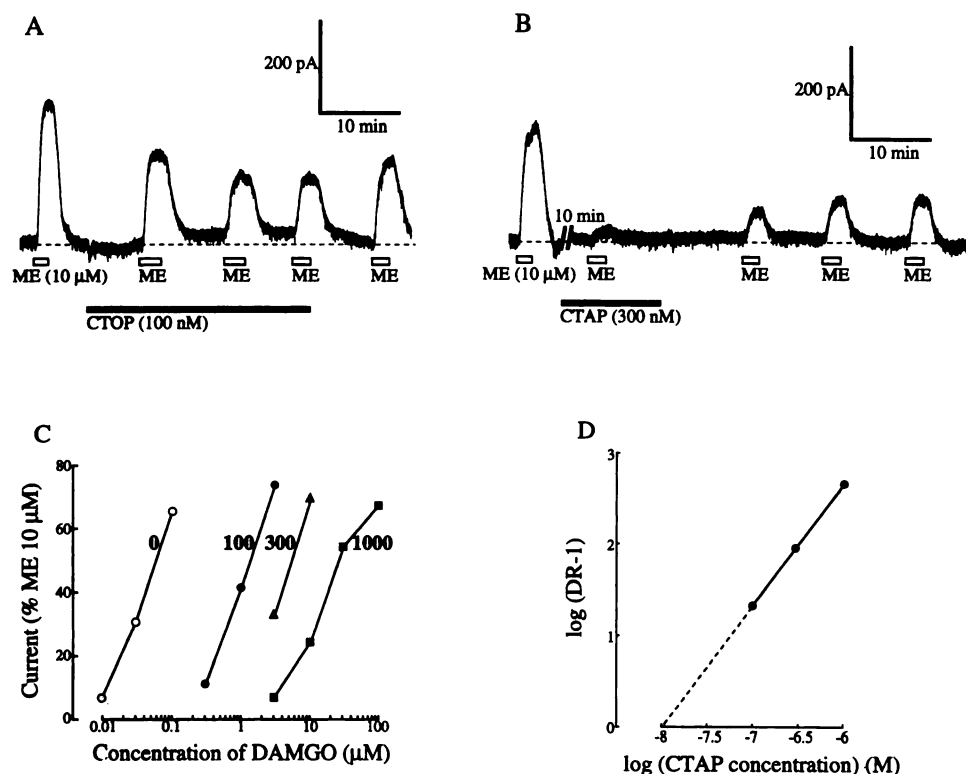 A
200 pA
10 min
ME (10 µM) ME ME ME ME
CTOP (100 nM)
B
200 pA
10 min
10 min
ME (10 µM) ME ME ME ME
CTAP (300 nM)
C
Current (% ME 10 µM)
80
60
40
20
0
0 100 300 1000
0.01 0.1 1 10 100
Concentration of DAMGO (µM)
D
log (DR-1)
3
2
1
0
-8 -7.5 -7 -6.5 -6
log (CTAP concentration) (M)